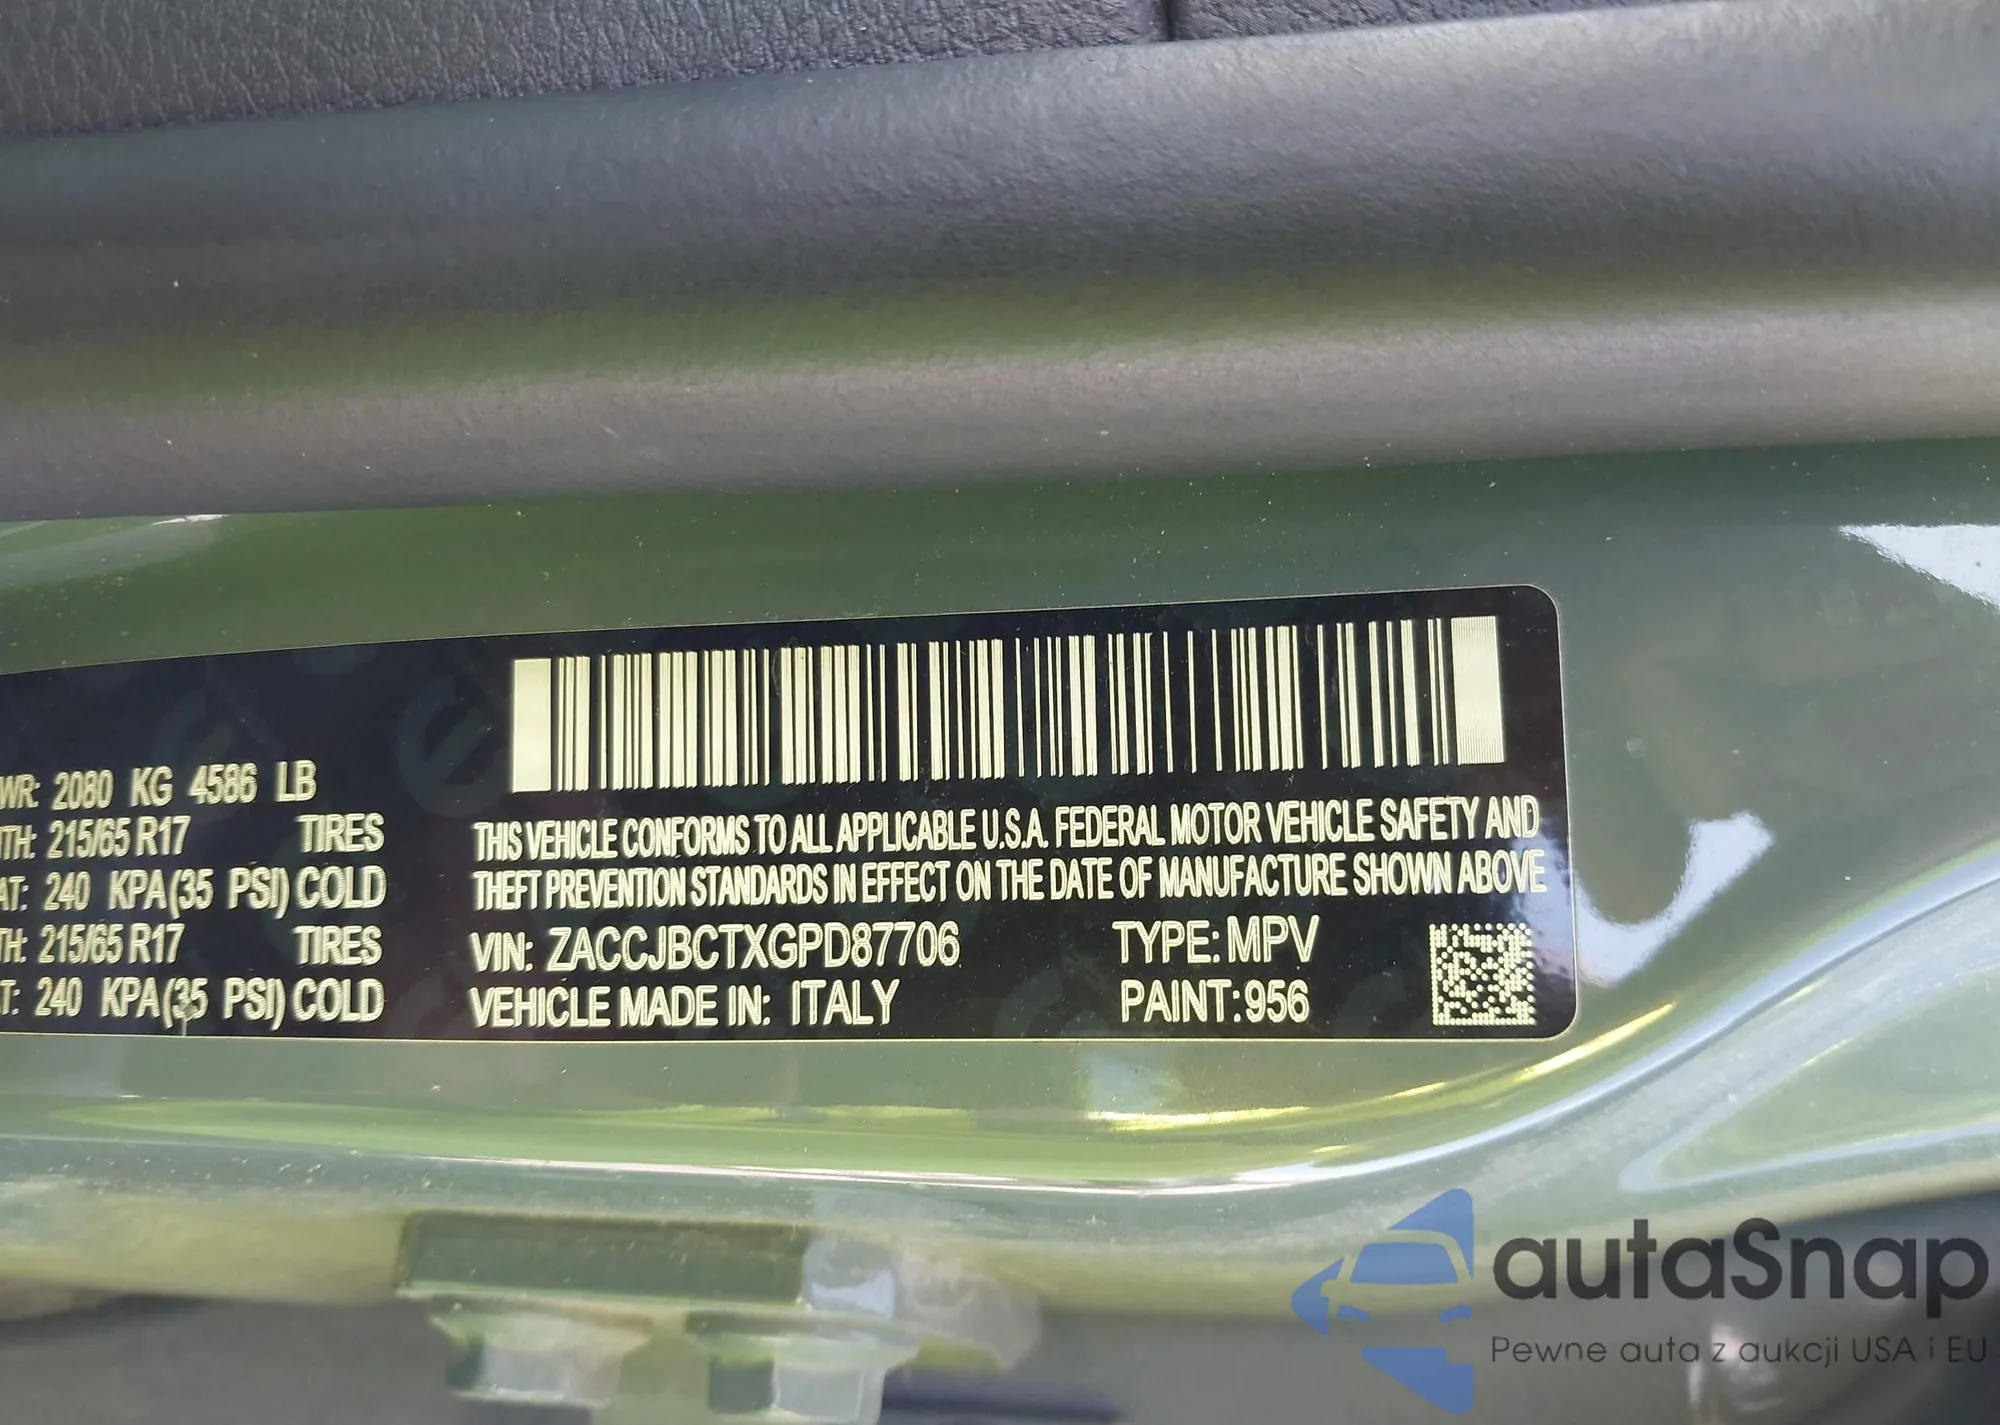 WR: 2080 KG 4586 LB
TH: 215/65 R17 TIRES
AT: 240 KPA(35 PSI) COLD
TH: 215/65 R17 TIRES
T: 240 KPA(35 PSI) COLD
THIS VEHICLE CONFORMS TO ALL APPLICABLE U.S.A. FEDERAL MOTOR VEHICLE SAFETY AND
THEFT PREVENTION STANDARDS IN EFFECT ON THE DATE OF MANUFACTURE SHOWN ABOVE
VIN: ZACCJBCTXGPD87706 TYPE: MPV
VEHICLE MADE IN: ITALY PAINT: 956
autaSnap
Pewne auta z aukcji USA i EU